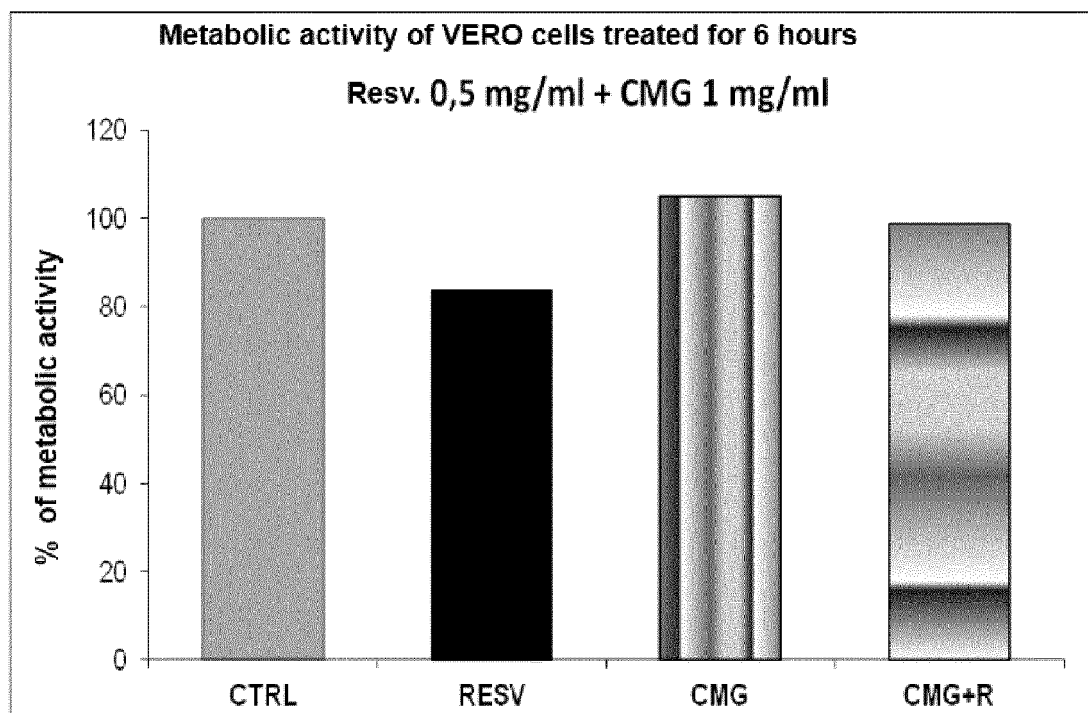 Metabolic activity of VERO cells treated for 6 hours
Resv. 0,5 mg/ml + CMG 1 mg/ml
% of metabolic activity
120
100
80
60
40
20
0
CTRL RESV CMG CMG+R